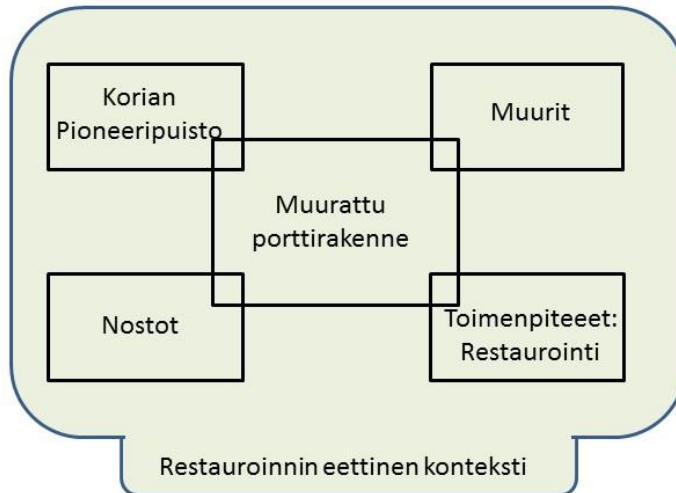 Korian
Pioneeripuisto
Muurit
Muurattu
porttirakenne
Nostot
Toimenpiteeet:
Restaurointi
Restauroinnin eettinen konteksti